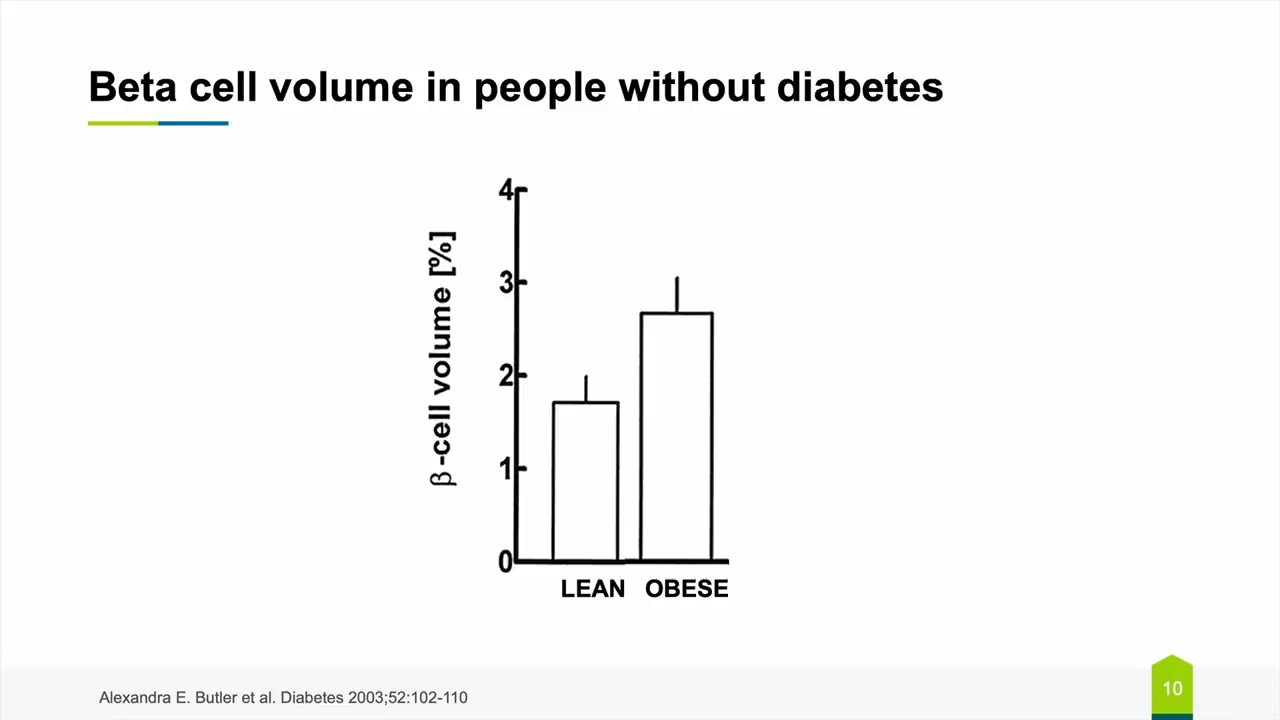 Beta cell volume in people without diabetes
β-cell volume [%]
4
3
2
1
0
LEAN OBESE
Alexandra E. Butler et al. Diabetes 2003;52:102-110
10